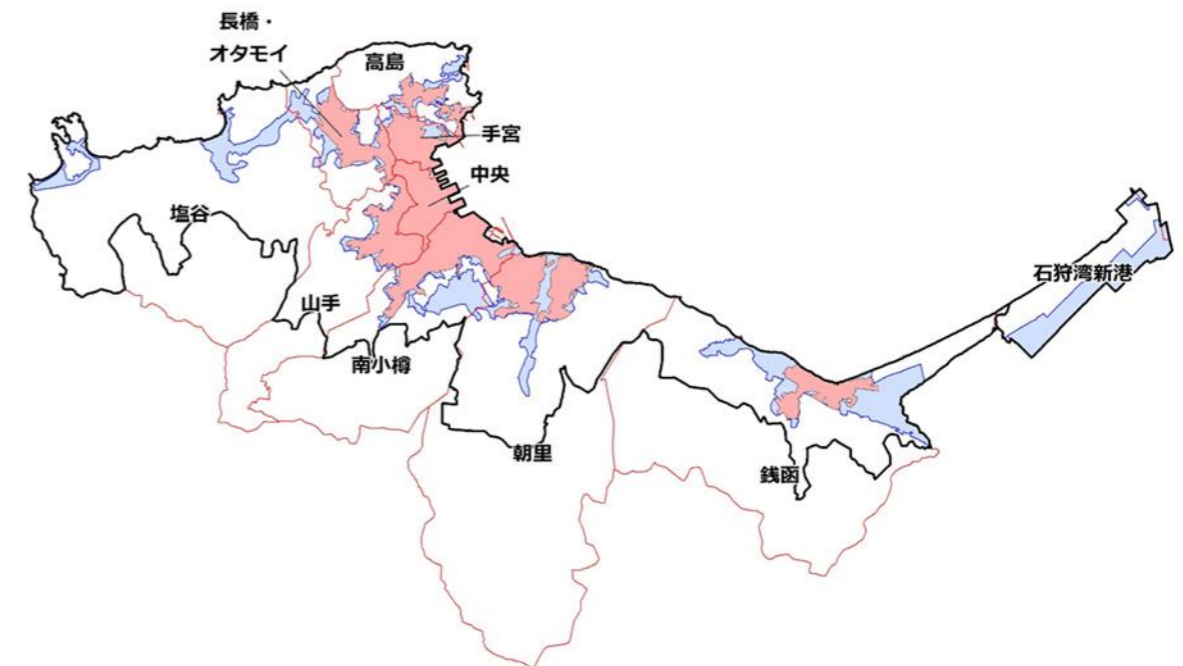 長橋・
オタモイ
高島
手宮
中央
塩谷
石狩湾新港
山手
南小樽
朝里
銭函